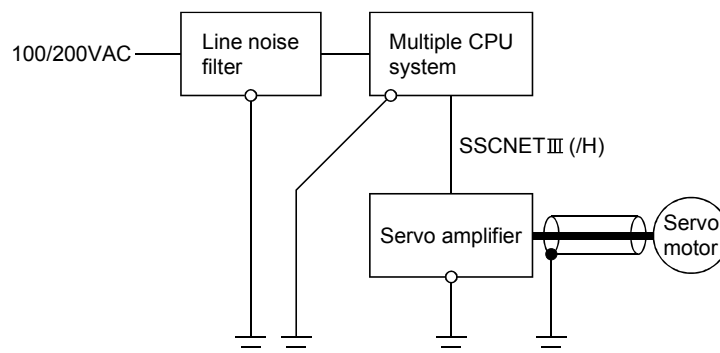 100/200VAC
Line noise
filter
Multiple CPU
system
SSCNETⅢ (/H)
Servo amplifier
Servo
motor